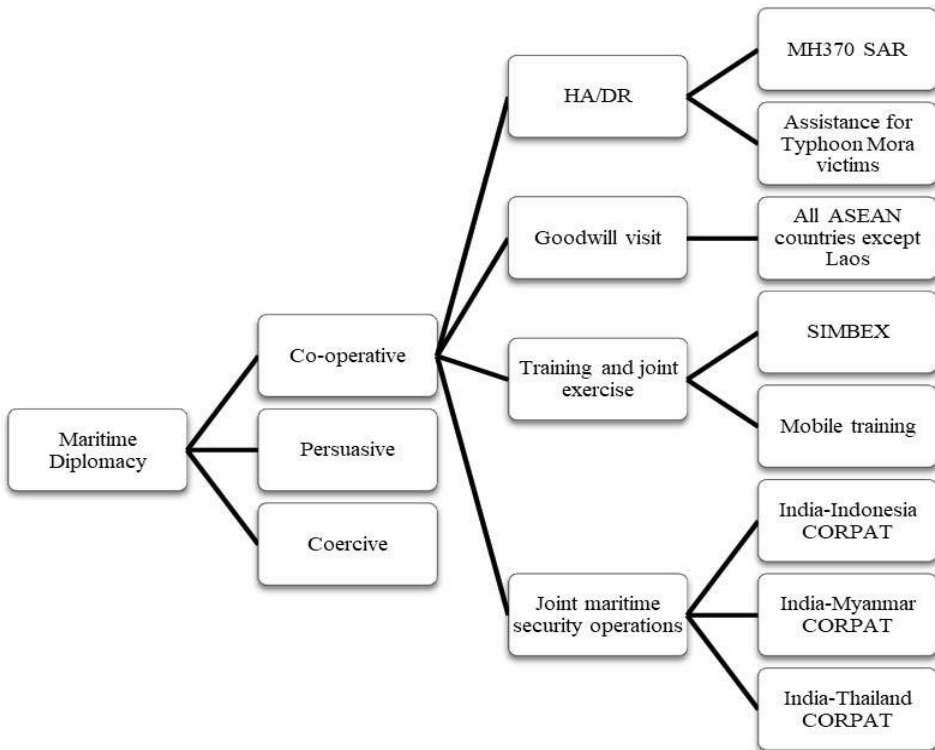 Maritime
Diplomacy
Co-operative
Persuasive
Coercive
HA/DR
Goodwill visit
Training and joint
exercise
Joint maritime
security operations
MH370 SAR
Assistance for
Typhoon Mora
victims
All ASEAN
countries except
Laos
SIMBEX
Mobile training
India-Indonesia
CORPAT
India-Myanmar
CORPAT
India-Thailand
CORPAT